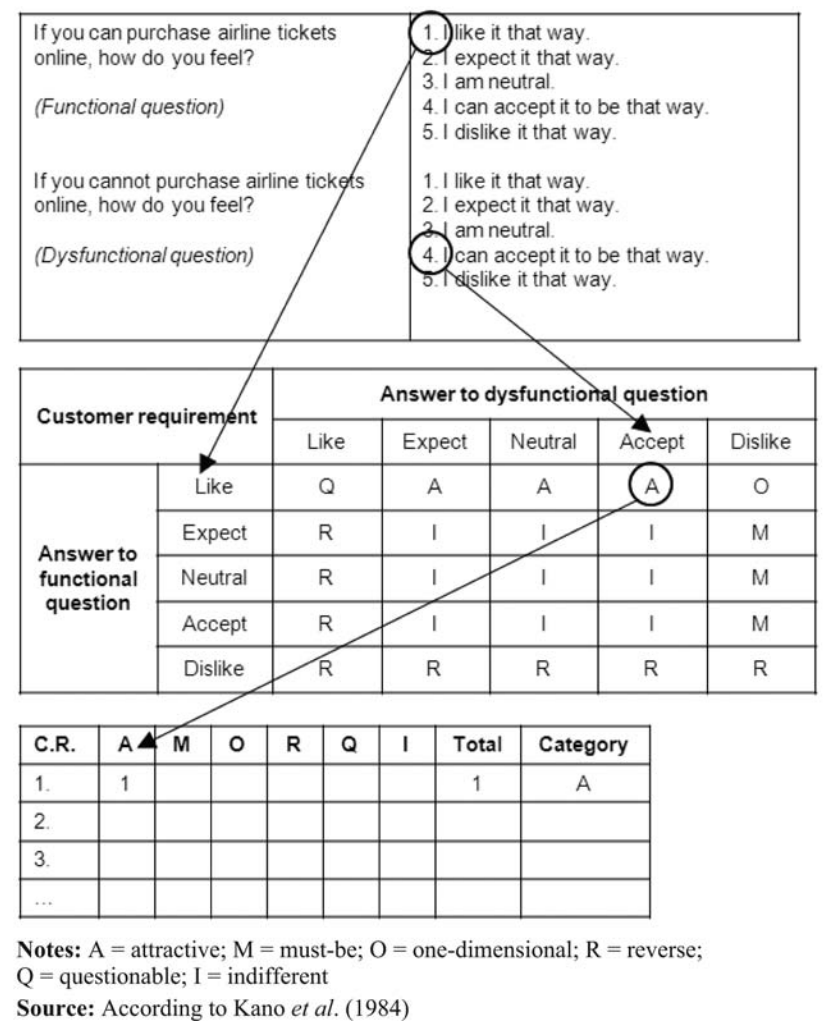 If you can purchase airline tickets
online, how do you feel?
(Functional question)
1. I like it that way.
2. I expect it that way.
3. I am neutral.
4. I can accept it to be that way.
5. I dislike it that way.
If you cannot purchase airline tickets
online, how do you feel?
(Dysfunctional question)
1. I like it that way.
2. I expect it that way.
3. I am neutral.
4. I can accept it to be that way.
5. I dislike it that way.
Customer requirement
Answer to dysfunctional question
Like Expect Neutral Accept Dislike
Answer to
functional
question
Like Q A A A O
Expect R I I I M
Neutral R I I I M
Accept R I I I M
Dislike R R R R R
C.R. A M O R Q I Total Category
1. 1 1 A
2.
3.
...
Notes: A = attractive; M = must-be; O = one-dimensional; R = reverse;
Q = questionable; I = indifferent
Source: According to Kano et al. (1984)